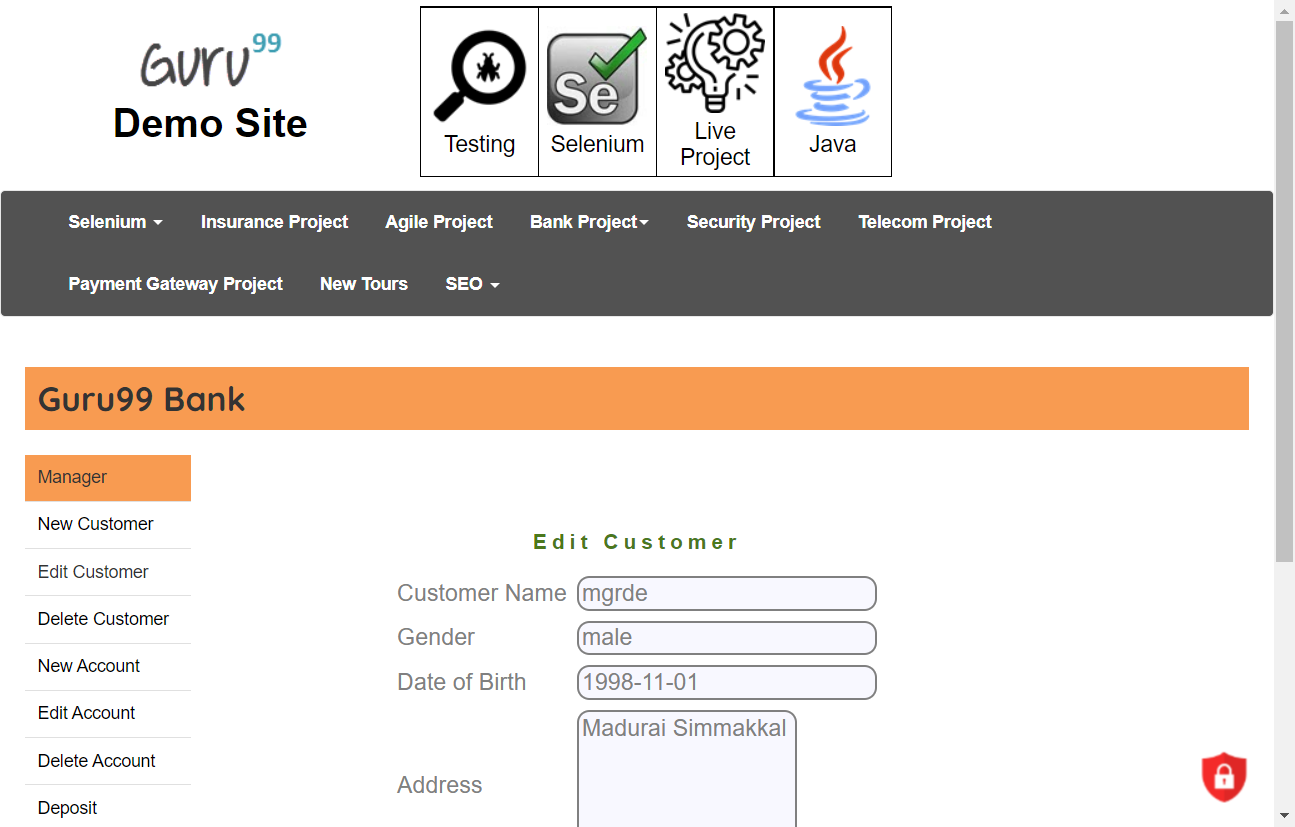 Guru99
Demo Site
Testing
Se
Selenium
Live
Project
Java
Selenium Insurance Project Agile Project Bank Project Security Project Telecom Project
Payment Gateway Project New Tours SEO
Guru99 Bank
Manager
New Customer
Edit Customer
Delete Customer
New Account
Edit Account
Delete Account
Deposit
Edit Customer
Customer Name mgrde
Gender male
Date of Birth 1998-11-01
Address Madurai Simmakkal